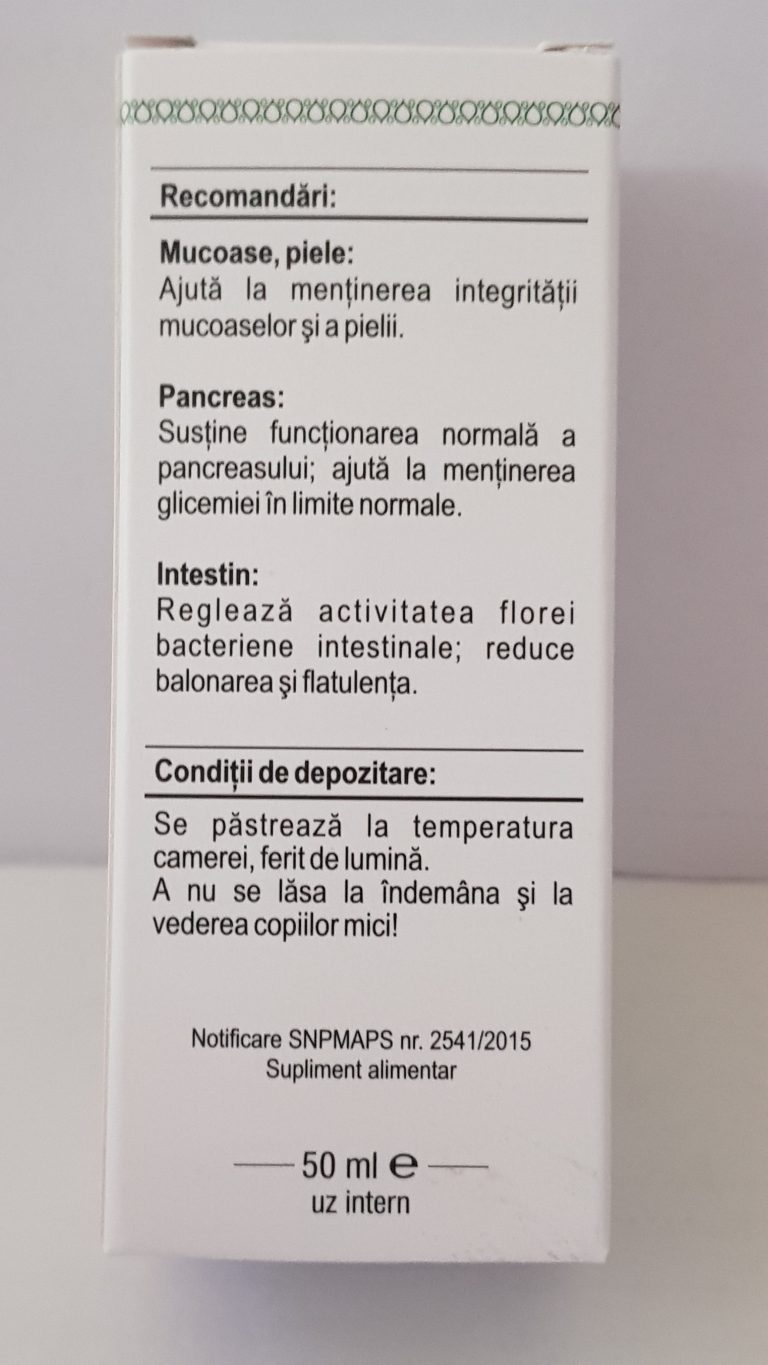 Recomandări:
Mucoase, piele:
Ajută la menținerea integrității
mucoaselor şi a pielii.
Pancreas:
Susține funcționarea normală a
pancreasului; ajută la menținerea
glicemiei în limite normale.
Intestin:
Reglează activitatea florei
bacteriene intestinale; reduce
balonarea şi flatulența.
Condiții de depozitare:
Se păstrează la temperatura
camerei, ferit de lumină.
A nu se lăsa la îndemâna şi la
vederea copiilor mici!
Notificare SNPMAPS nr. 2541/2015
Supliment alimentar
50 ml ℮
uz intern